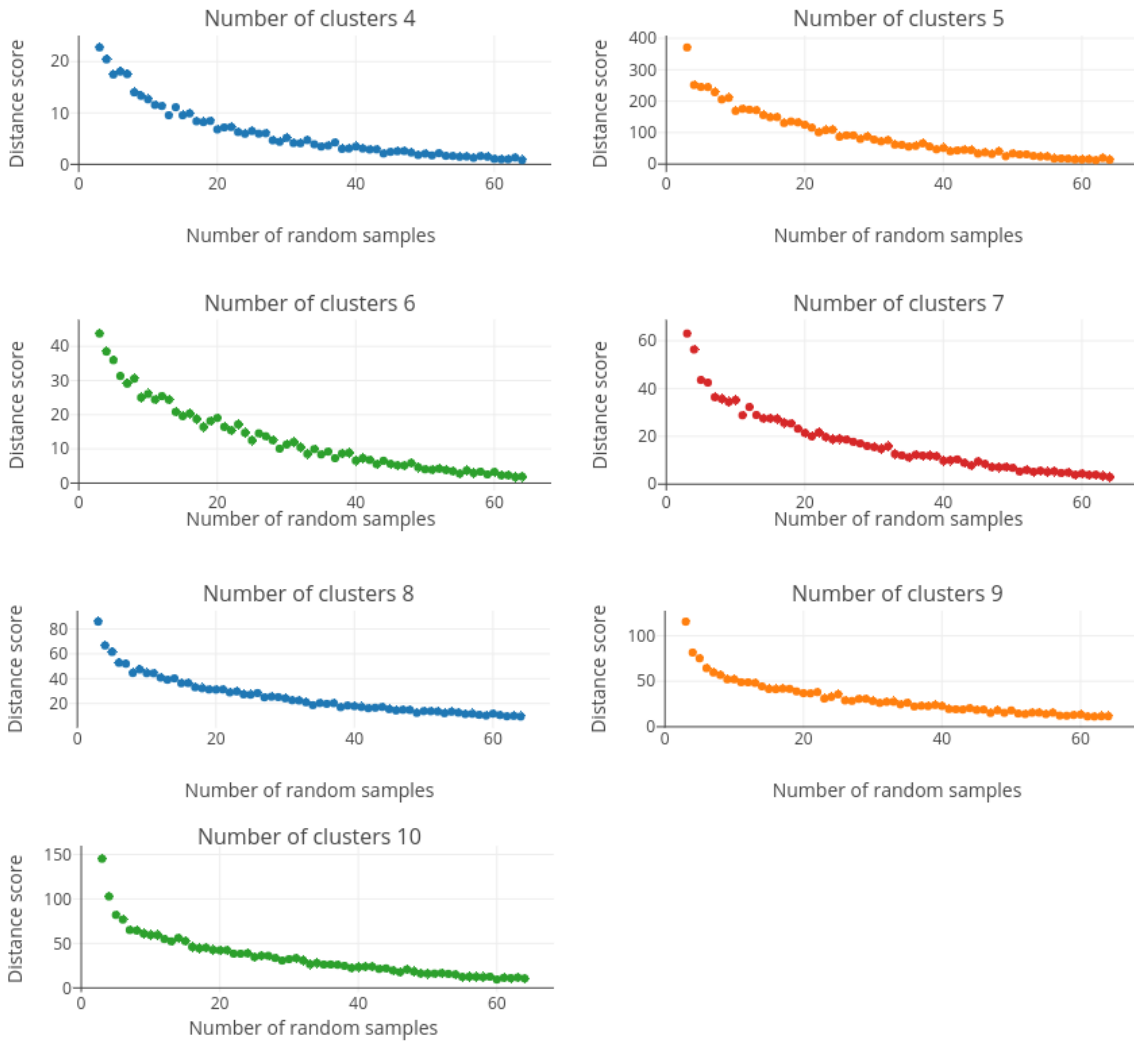 Number of clusters 4
Distance score
20
10
0
0 20 40 60
Number of random samples
Number of clusters 5
Distance score
400
300
200
100
0
0 20 40 60
Number of random samples
Number of clusters 6
Distance score
40
30
20
10
0
0 20 40 60
Number of random samples
Number of clusters 7
Distance score
60
40
20
0
0 20 40 60
Number of random samples
Number of clusters 8
Distance score
80
60
40
20
0 20 40 60
Number of random samples
Number of clusters 9
Distance score
100
50
0
0 20 40 60
Number of random samples
Number of clusters 10
Distance score
150
100
50
0
0 20 40 60
Number of random samples